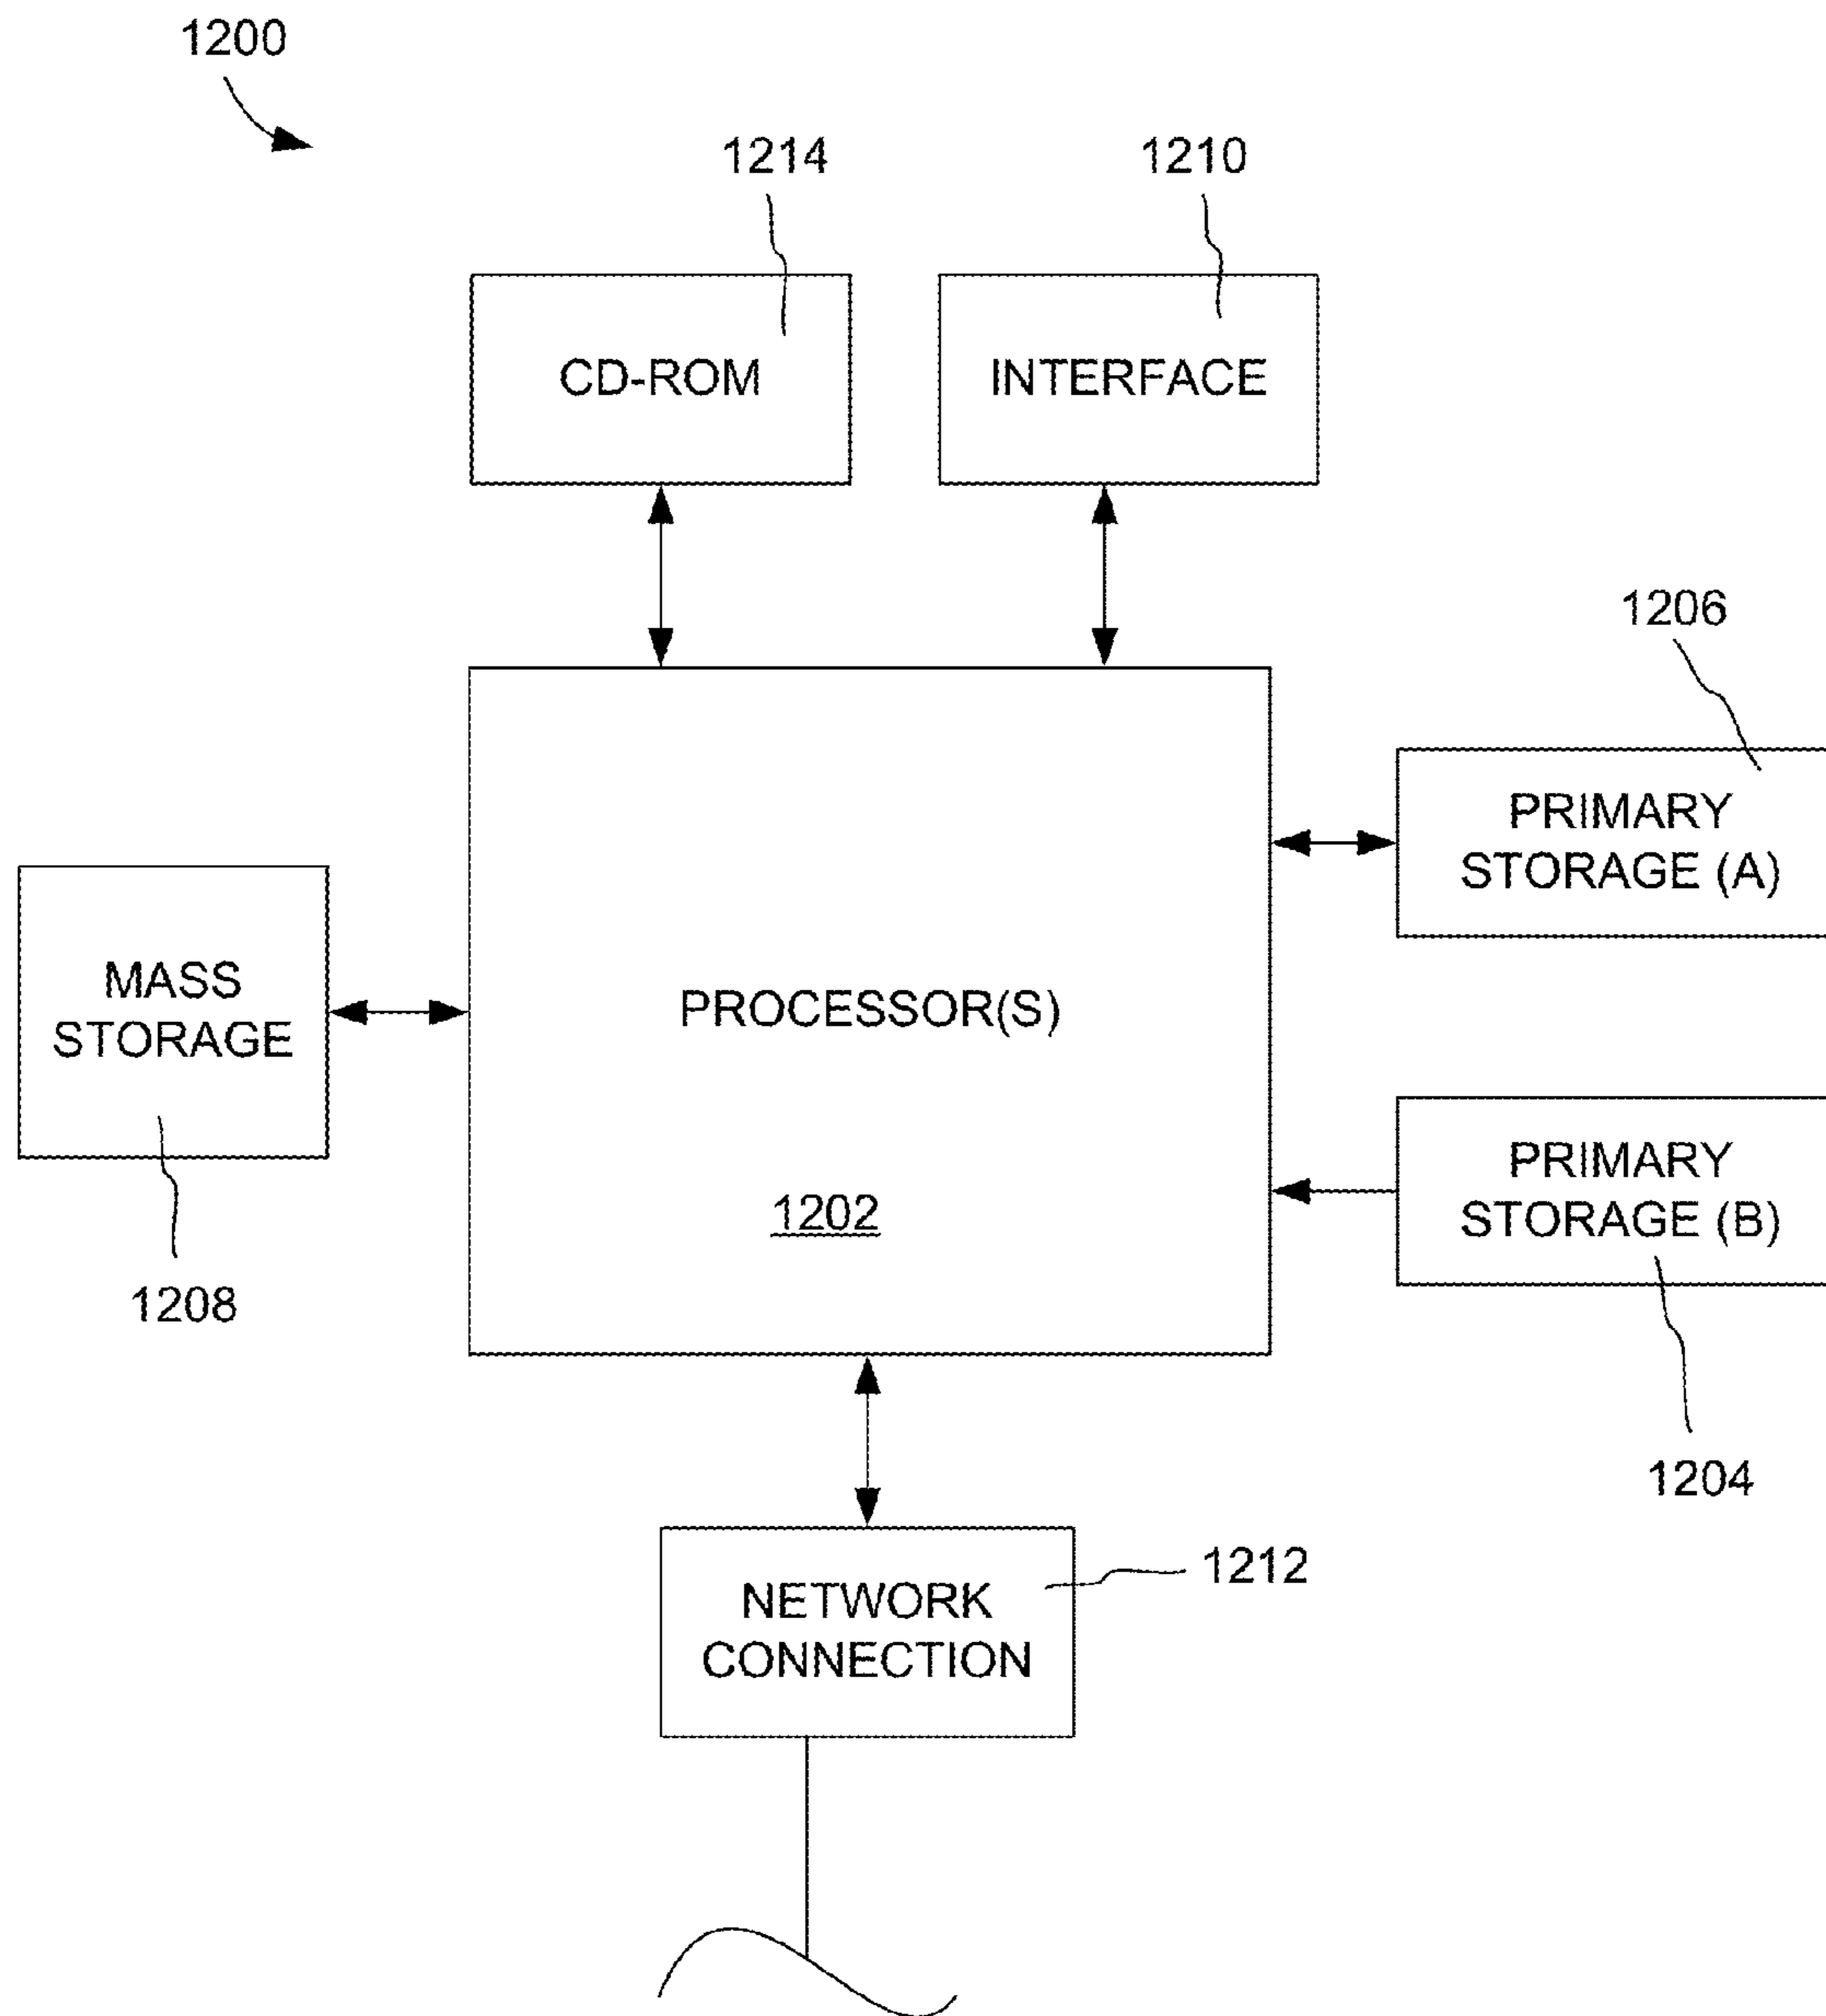 1200
1214
1210
CD-ROM
INTERFACE
1206
PRIMARY
STORAGE (A)
MASS
STORAGE
PROCESSOR(S)
1202
PRIMARY
STORAGE (B)
1208
1204
1212
NETWORK
CONNECTION